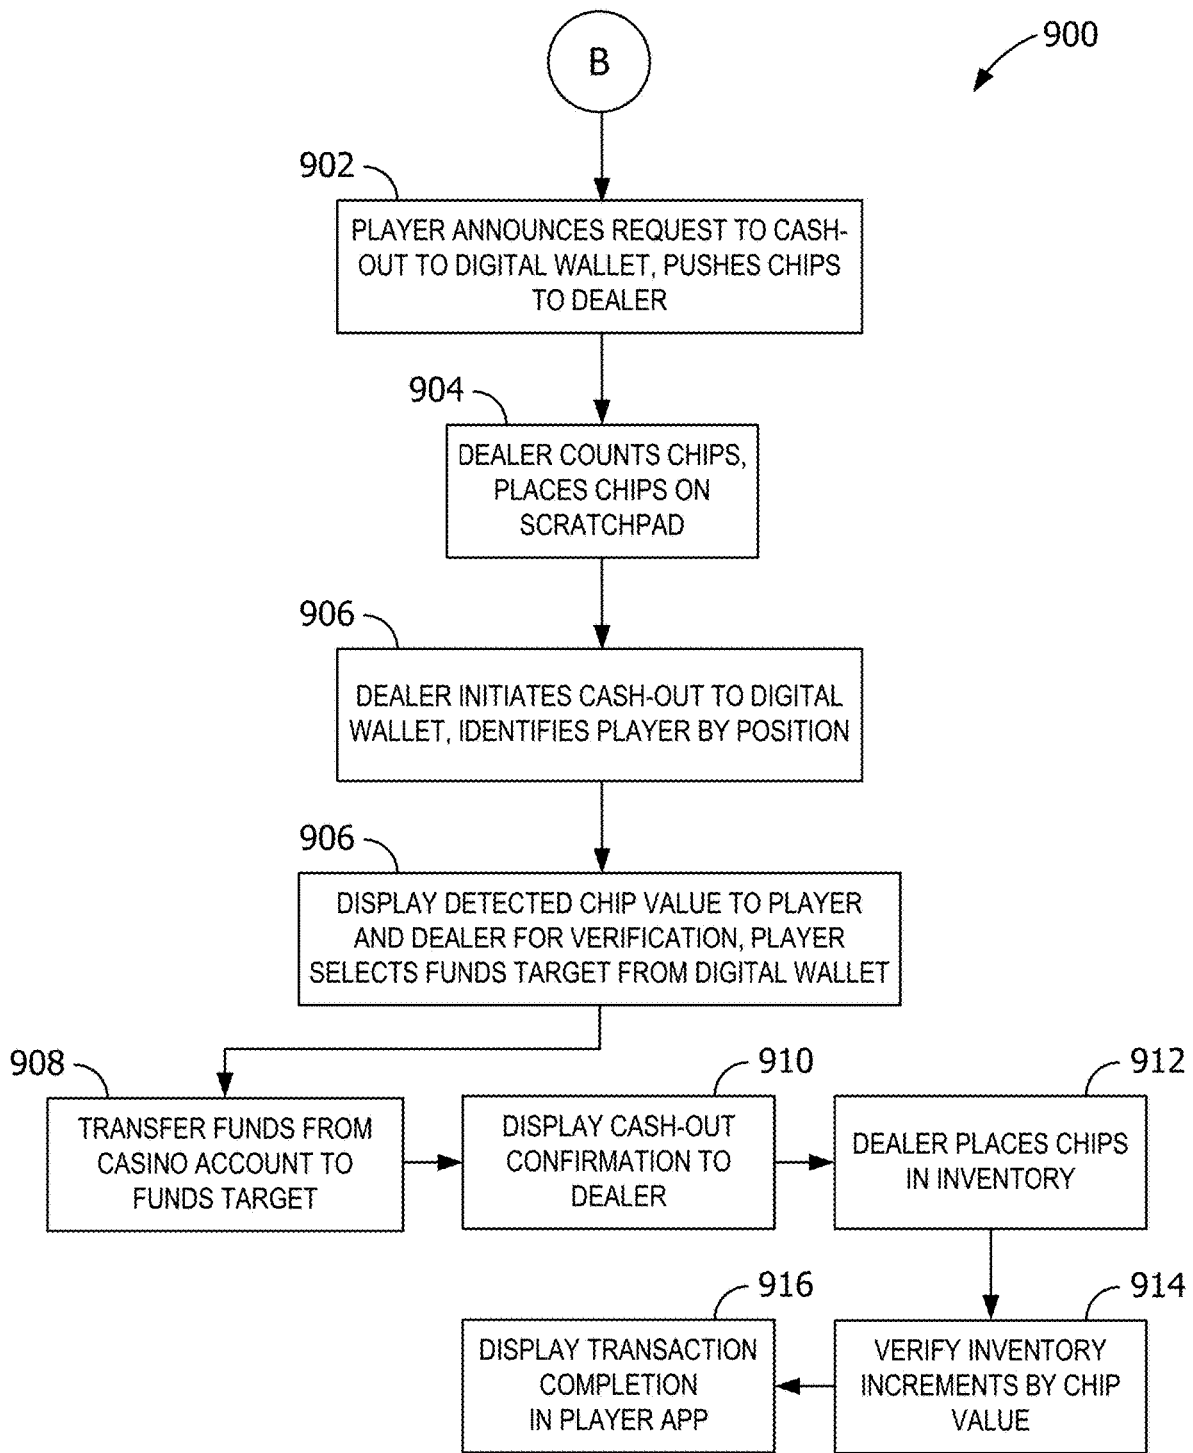 B
900
902
PLAYER ANNOUNCES REQUEST TO CASH-
OUT TO DIGITAL WALLET, PUSHES CHIPS
TO DEALER
904
DEALER COUNTS CHIPS,
PLACES CHIPS ON
SCRATCHPAD
906
DEALER INITIATES CASH-OUT TO DIGITAL
WALLET, IDENTIFIES PLAYER BY POSITION
906
DISPLAY DETECTED CHIP VALUE TO PLAYER
AND DEALER FOR VERIFICATION, PLAYER
SELECTS FUNDS TARGET FROM DIGITAL WALLET
908
TRANSFER FUNDS FROM
CASINO ACCOUNT TO
FUNDS TARGET
910
DISPLAY CASH-OUT
CONFIRMATION TO
DEALER
912
DEALER PLACES CHIPS
IN INVENTORY
914
VERIFY INVENTORY
INCREMENTS BY CHIP
VALUE
916
DISPLAY TRANSACTION
COMPLETION
IN PLAYER APP